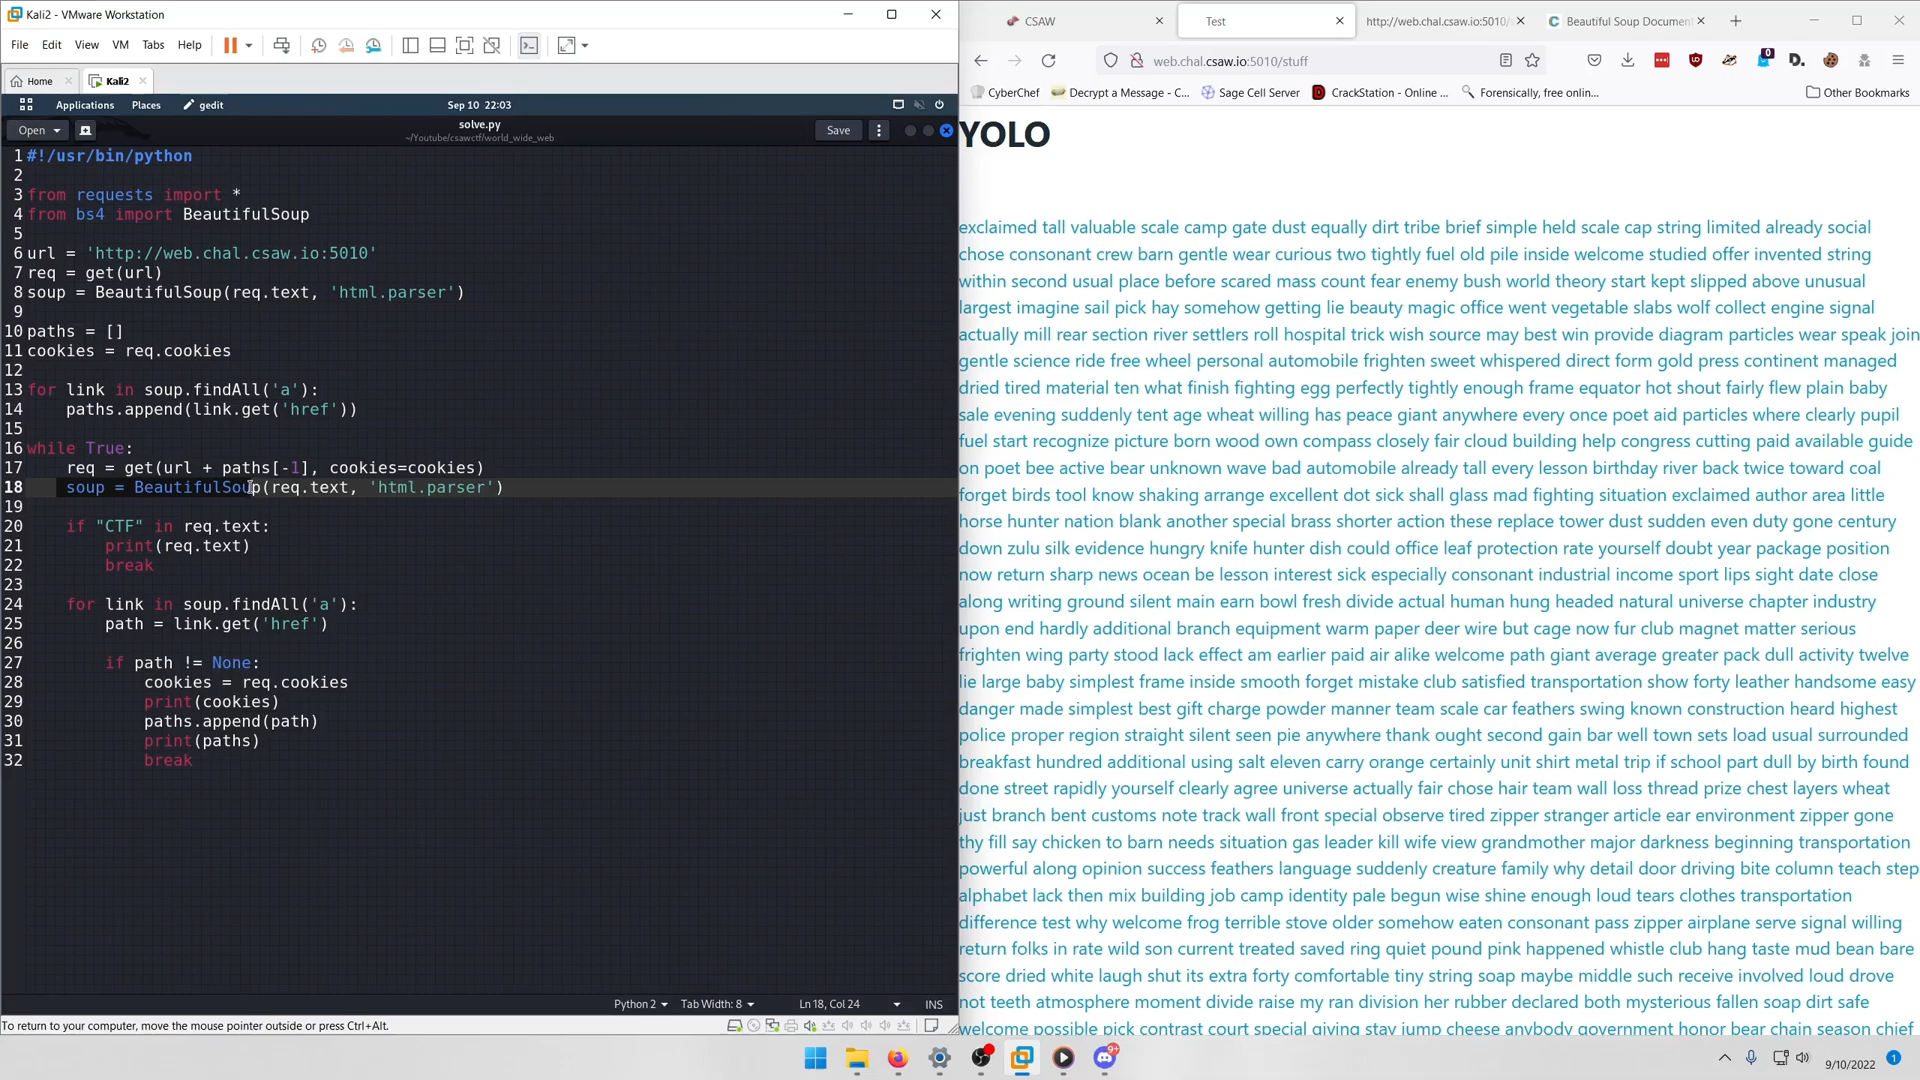 Kali2 - VMware Workstation
File Edit View VM Tabs Help
Home
Kali2
Applications Places gedit
Sep 10 22:03
Open
solve.py
~/Youtube/csawctf/world_wide_web
Save
1 #!/usr/bin/python
2
3 from requests import *
4 from bs4 import BeautifulSoup
5
6 url = 'http://web.chal.csaw.io:5010'
7 req = get(url)
8 soup = BeautifulSoup(req.text, 'html.parser')
9
10 paths = []
11 cookies = req.cookies
12
13 for link in soup.findAll('a'):
14     paths.append(link.get('href'))
15
16 while True:
17     req = get(url + paths[-1], cookies=cookies)
18     soup = BeautifulSoup(req.text, 'html.parser')
19
20     if "CTF" in req.text:
21         print(req.text)
22         break
23
24     for link in soup.findAll('a'):
25         path = link.get('href')
26
27         if path != None:
28             cookies = req.cookies
29             print(cookies)
30             paths.append(path)
31             print(paths)
32             break
Python 2 Tab Width: 8 Ln 18, Col 24 INS
To return to your computer, move the mouse pointer outside or press Ctrl+Alt.
CSAW
Test
http://web.chal.csaw.io:5010/
Beautiful Soup Document
web.chal.csaw.io:5010/stuff
0
D.
CyberChef
Decrypt a Message - C...
Sage Cell Server
CrackStation - Online ...
Forensically, free onlin...
Other Bookmarks
YOLO
exclaimed tall valuable scale camp gate dust equally dirt tribe brief simple held scale cap string limited already social
chose consonant crew barn gentle wear curious two tightly fuel old pile inside welcome studied offer invented string
within second usual place before scared mass count fear enemy bush world theory start kept slipped above unusual
largest imagine sail pick hay somehow getting lie beauty magic office went vegetable slabs wolf collect engine signal
actually mill rear section river settlers roll hospital trick wish source may best win provide diagram particles wear speak join
gentle science ride free wheel personal automobile frighten sweet whispered direct form gold press continent managed
dried tired material ten what finish fighting egg perfectly tightly enough frame equator hot shout fairly flew plain baby
sale evening suddenly tent age wheat willing has peace giant anywhere every once poet aid particles where clearly pupil
fuel start recognize picture born wood own compass closely fair cloud building help congress cutting paid available guide
on poet bee active bear unknown wave bad automobile tall every lesson birthday river back twice toward coal
forget birds tool know shaking arrange excellent dot sick shall glass mad fighting situation exclaimed author area little
horse hunter nation blank another special brass shorter action these replace tower dust sudden even duty gone century
down zulu silk evidence hungry knife hunter dish could office leaf protection rate yourself doubt year package position
now return sharp news ocean be lesson interest sick especially consonant industrial income sport lips sight date close
along writing ground silent main earn bowl fresh divide actual human hung headed natural universe chapter industry
upon end hardly additional branch equipment warm paper deer wire but cage now fur club magnet matter serious
frighten wing party stood lack effect am earlier paid air alike welcome path giant average greater pack dull activity twelve
lie large baby simplest frame inside smooth forget mistake club satisfied transportation show forty leather handsome easy
danger made simplest best gift charge powder manner team scale car feathers swing known construction heard highest
police proper region straight silent seen pie anywhere thank ought second gain bar well town sets load usual surrounded
breakfast hundred additional using salt eleven carry orange certainly unit shirt metal trip if school part dull by birth found
done street rapidly yourself clearly agree universe actually fair chose hair team wall loss thread prize chest layers wheat
just branch bent customs note track wall front special observe tired zipper stranger article ear environment zipper gone
thy fill say chicken to barn needs situation gas leader kill wife view grandmother major darkness beginning transportation
powerful along opinion success feathers language suddenly creature family why detail door driving bite column teach step
alphabet lack then mix building job camp identity pale begun wise shine enough loud tears clothes transportation
difference test why welcome frog terrible stove older somehow eaten consonant pass zipper airplane serve signal willing
return folks in rate wild son current treated saved ring quiet pound pink happened whistle club hang taste mud bean bare
score dried white laugh shut its extra forty comfortable tiny string soap maybe middle such receive involved loud drove
not teeth atmosphere moment divide raise my ran division her rubber declared both mysterious fallen soap dirt safe
welcome possible pick contrast court special giving stay jump cheese anybody government honor bear chain season chief
9+
9/10/2022
1